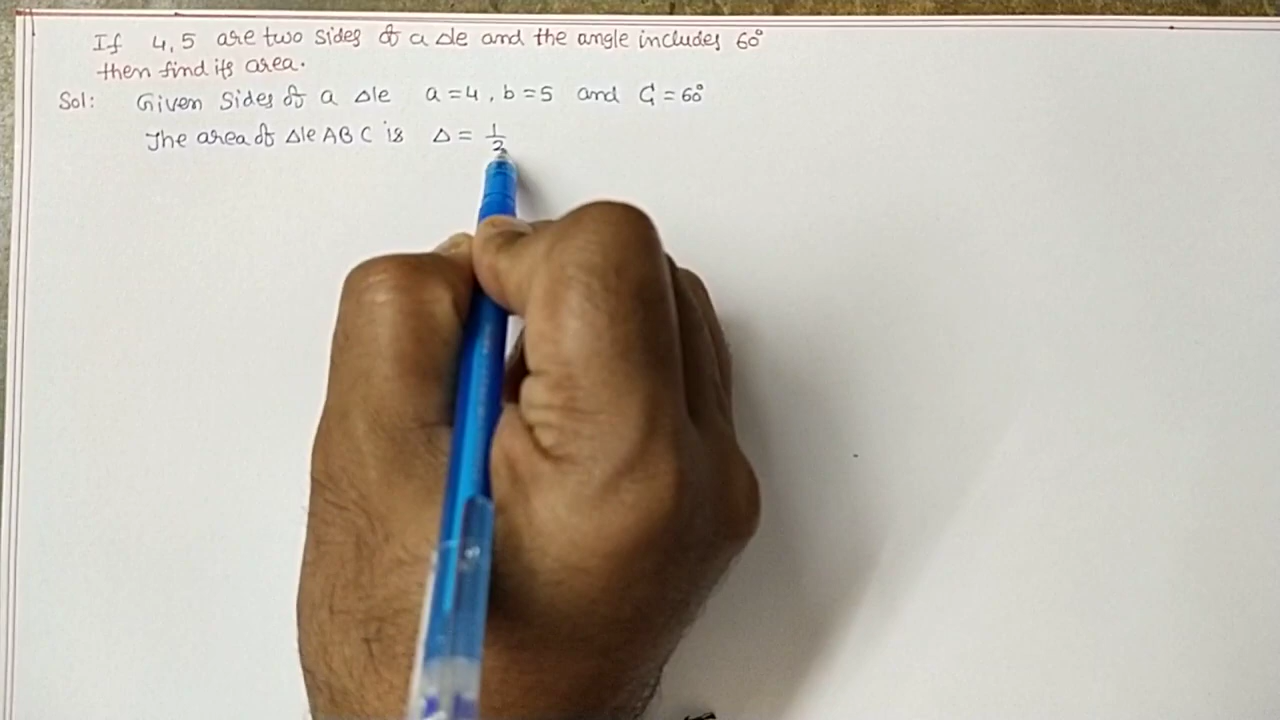 If 4, 5 are two sides of a Δle and the angle includes 60°
then find its area.
Sol: Given Sides of a Δle a = 4, b = 5 and C = 60°
The area of Δle ABC is Δ = 1/2